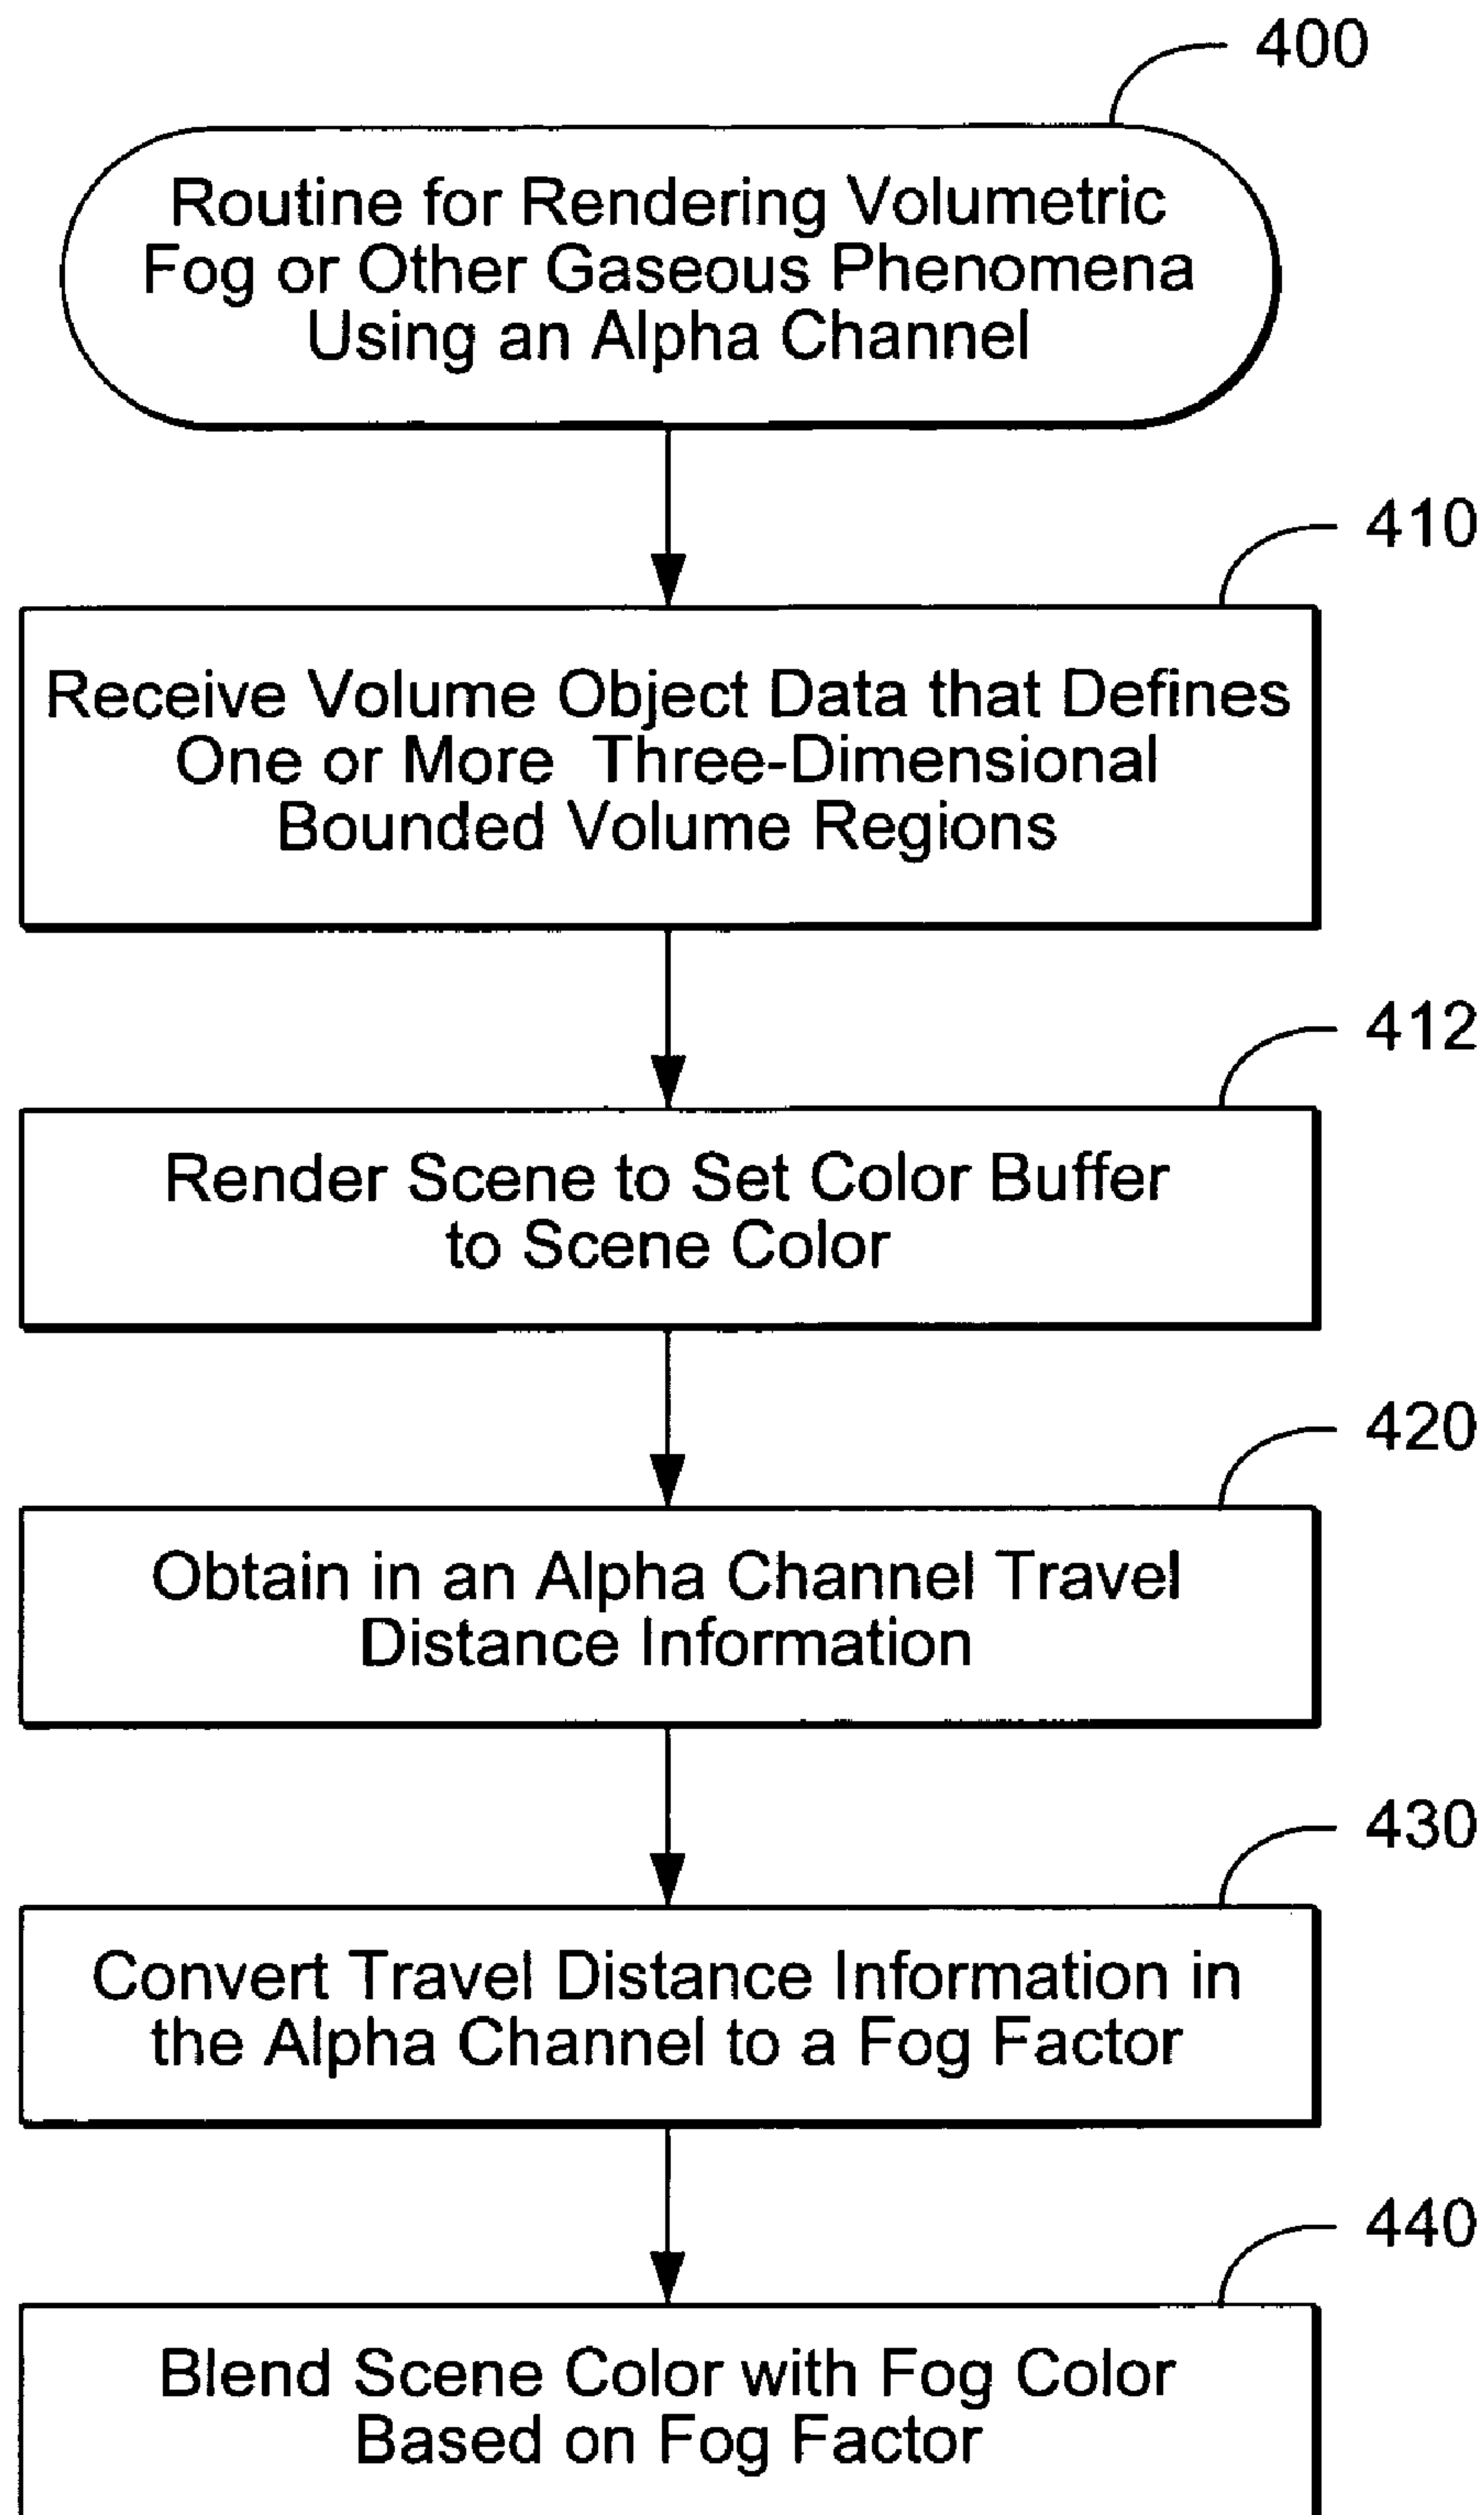 400
Routine for Rendering Volumetric
Fog or Other Gaseous Phenomena
Using an Alpha Channel
410
Receive Volume Object Data that Defines
One or More Three-Dimensional
Bounded Volume Regions
412
Render Scene to Set Color Buffer
to Scene Color
420
Obtain in an Alpha Channel Travel
Distance Information
430
Convert Travel Distance Information in
the Alpha Channel to a Fog Factor
440
Blend Scene Color with Fog Color
Based on Fog Factor